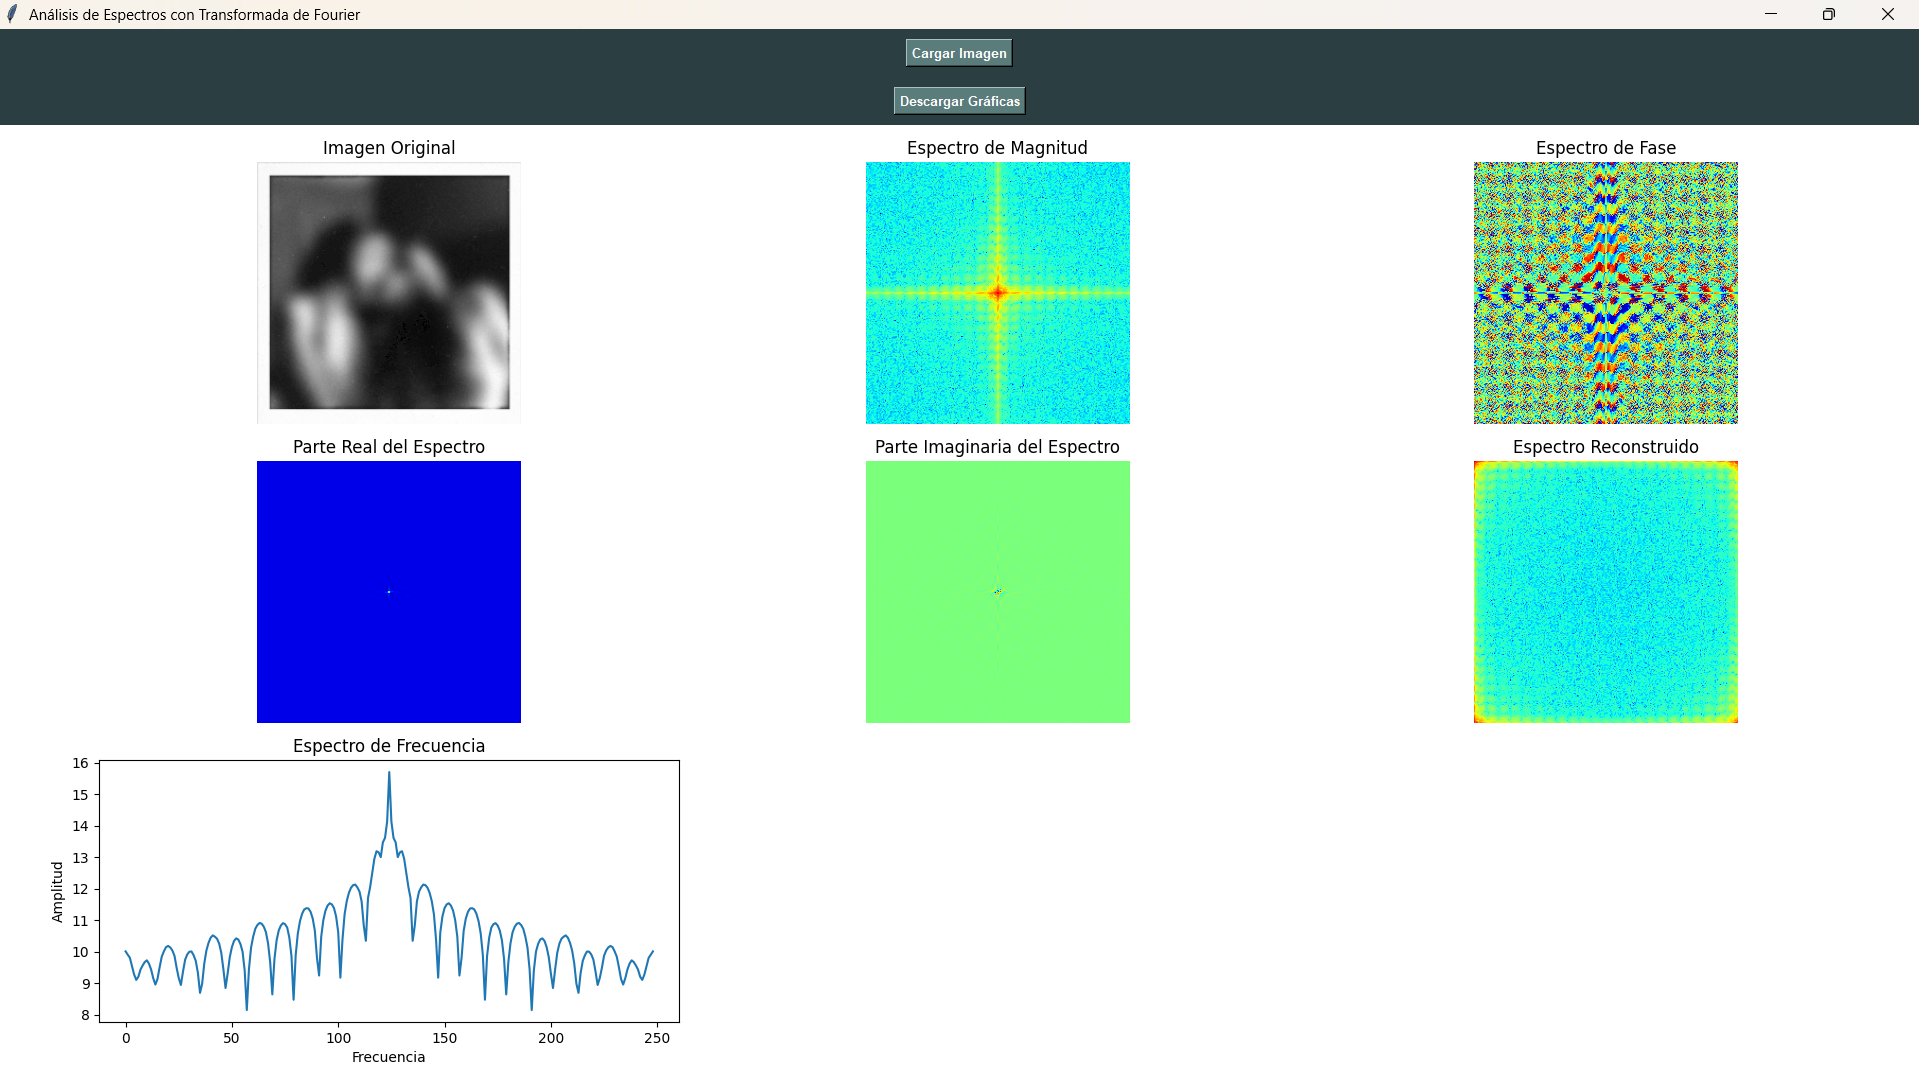 Análisis de Espectros con Transformada de Fourier
Cargar Imagen
Descargar Gráficas
Imagen Original
Espectro de Magnitud
Espectro de Fase
Parte Real del Espectro
Parte Imaginaria del Espectro
Espectro Reconstruido
Espectro de Frecuencia
16
15
14
13
12
11
10
9
8
Amplitud
0 50 100 150 200 250
Frecuencia